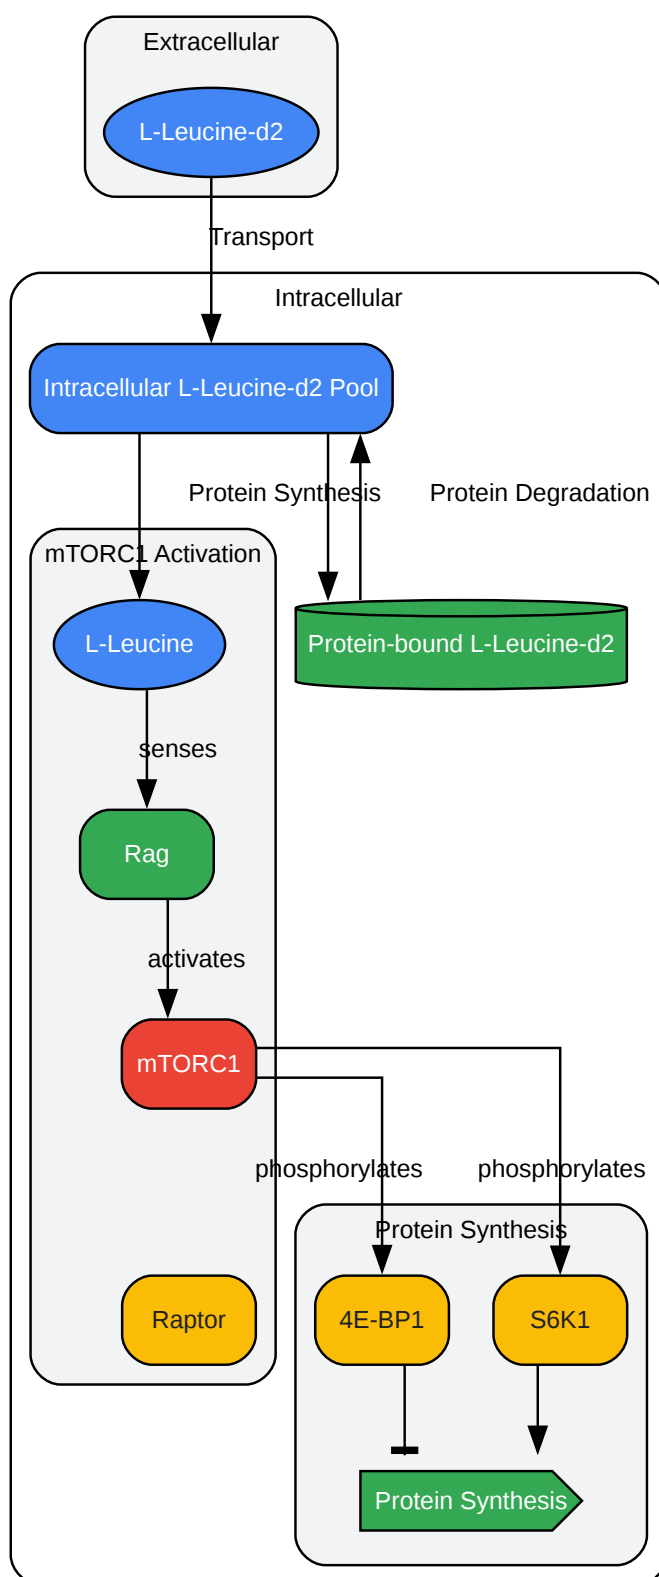 Extracellular
L-Leucine-d2
Transport
Intracellular
Intracellular L-Leucine-d2 Pool
Protein Synthesis
Protein Degradation
mTORC1 Activation
L-Leucine
Protein-bound L-Leucine-d2
senses
Rag
activates
mTORC1
phosphorylates
phosphorylates
Protein Synthesis
Raptor
4E-BP1
S6K1
Protein Synthesis